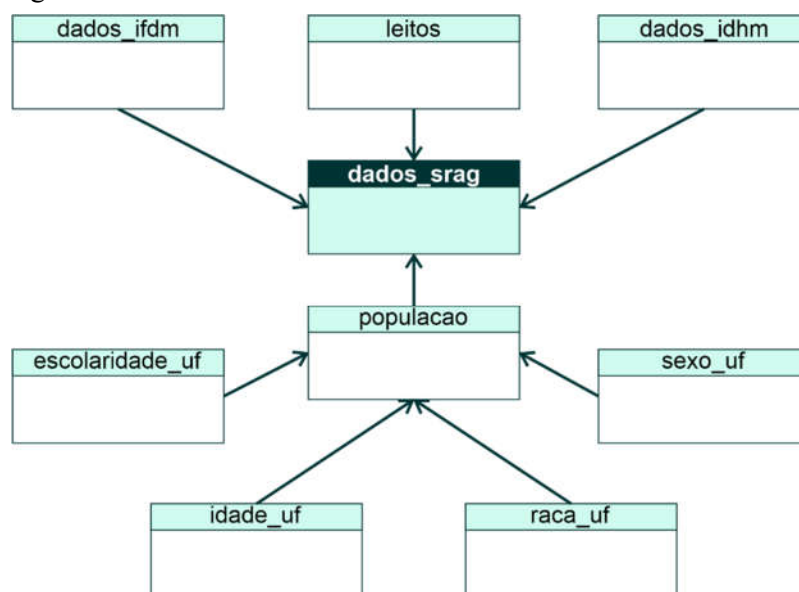 dados_ifdm
leitos
dados_idhm
dados_srag
populacao
escolaridade_uf
sexo_uf
idade_uf
raca_uf